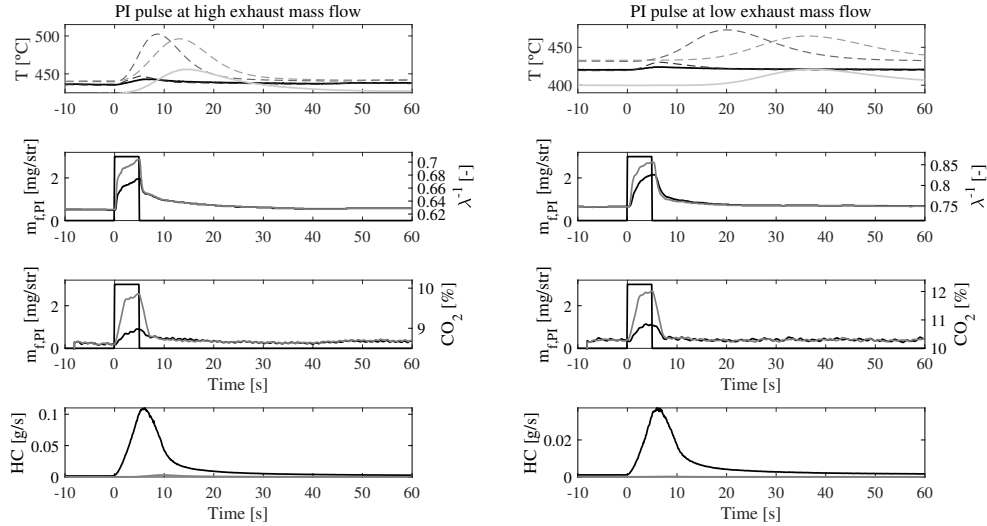 PI pulse at high exhaust mass flow
T [ºC]
500
450
-10 0 10 20 30 40 50 60
m_f,PI [mg/str]
2
0
0.7
0.68
0.66
0.64
0.62
λ^-1 [-]
-10 0 10 20 30 40 50 60
m_f,PI [mg/str]
2
0
10
9
CO_2 [%]
-10 0 10 20 30 40 50 60
Time [s]
HC [g/s]
0.1
0.05
0
-10 0 10 20 30 40 50 60
Time [s]
PI pulse at low exhaust mass flow
T [ºC]
450
400
-10 0 10 20 30 40 50 60
m_f,PI [mg/str]
2
0
0.85
0.8
0.75
λ^-1 [-]
-10 0 10 20 30 40 50 60
m_f,PI [mg/str]
2
0
12
11
10
CO_2 [%]
-10 0 10 20 30 40 50 60
Time [s]
HC [g/s]
0.02
0
-10 0 10 20 30 40 50 60
Time [s]